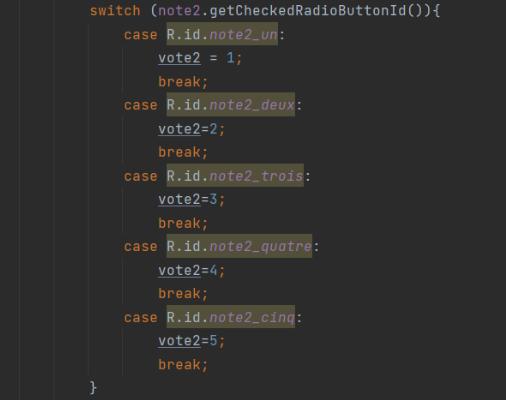 switch (note2.getCheckedRadioButtonId()){
case R.id.note2_un:
vote2 = 1;
break;
case R.id.note2_deux:
vote2=2;
break;
case R.id.note2_trois:
vote2=3;
break;
case R.id.note2_quatre:
vote2=4;
break;
case R.id.note2_cinq:
vote2=5;
break;
}